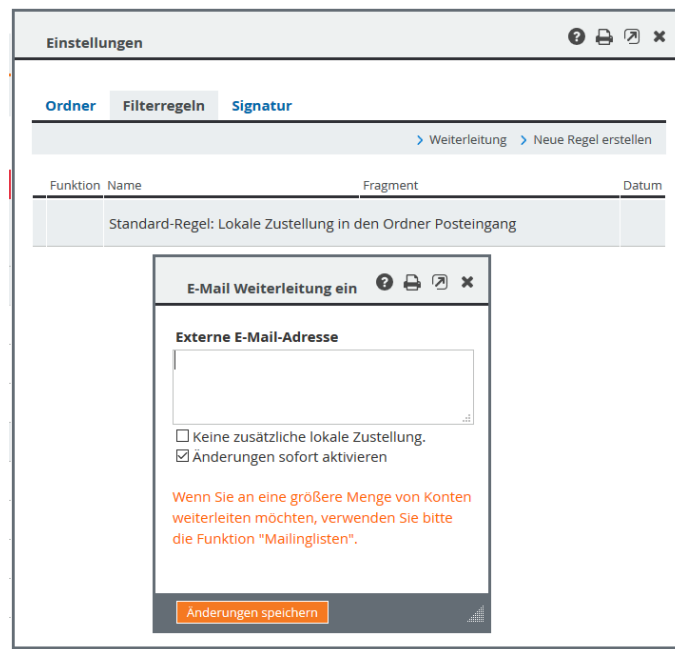 Einstellungen
Ordner Filterregeln Signatur
Weiterleitung Neue Regel erstellen
Funktion Name Fragment Datum
Standard-Regel: Lokale Zustellung in den Ordner Posteingang
E-Mail Weiterleitung ein
Externe E-Mail-Adresse
Keine zusätzliche lokale Zustellung.
Änderungen sofort aktivieren
Wenn Sie an eine größere Menge von Konten
weiterleiten möchten, verwenden Sie bitte
die Funktion "Mailinglisten".
Änderungen speichern